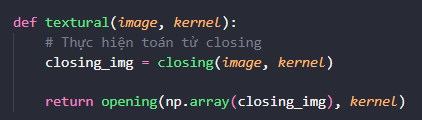 def textural(image, kernel):
    # Thực hiện toán tử closing
    closing_img = closing(image, kernel)

    return opening(np.array(closing_img), kernel)